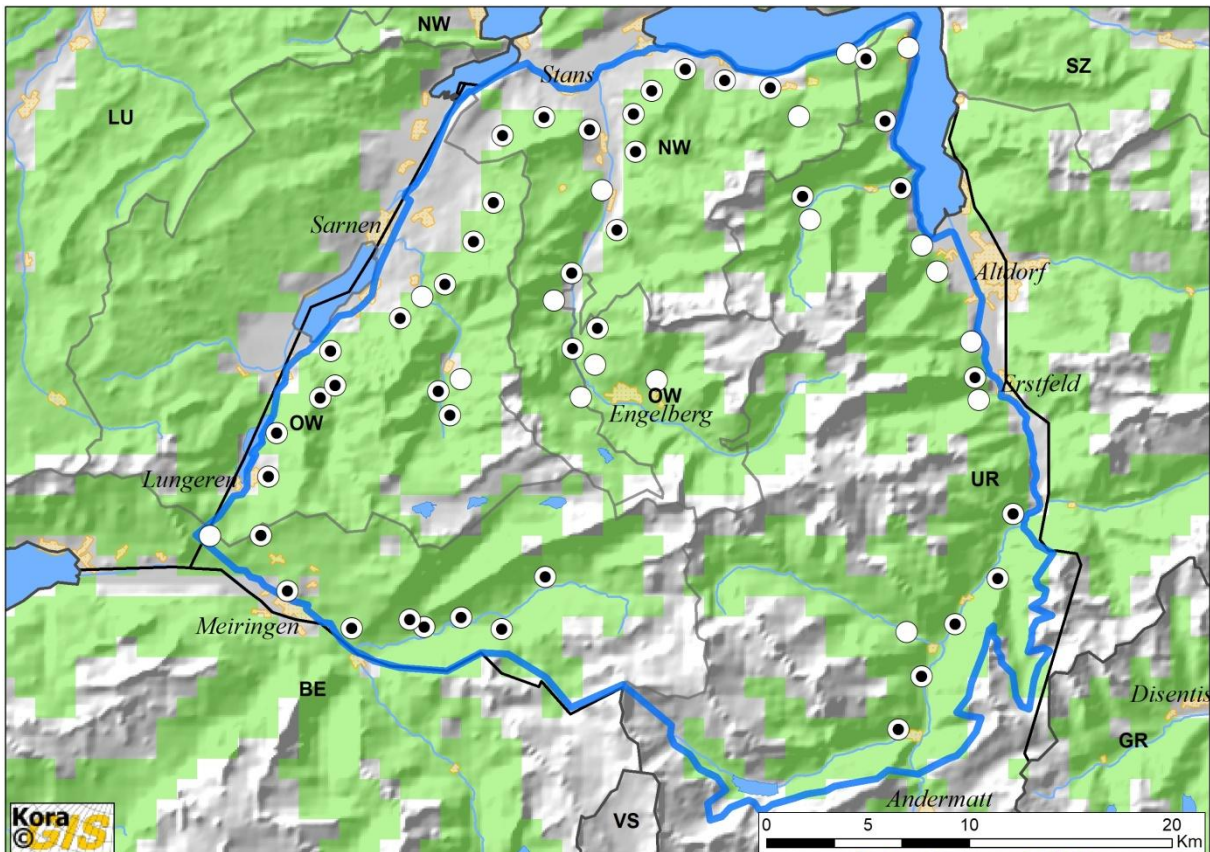 NW
Stans
SZ
LU
NW
Sarnen
Altdorf
Erstfeld
OW
OW
Engelberg
Lungeren
UR
Meiringen
BE
Disentis
GR
Andermatt
VS
Kora
© GIS
0 5 10 20
Km